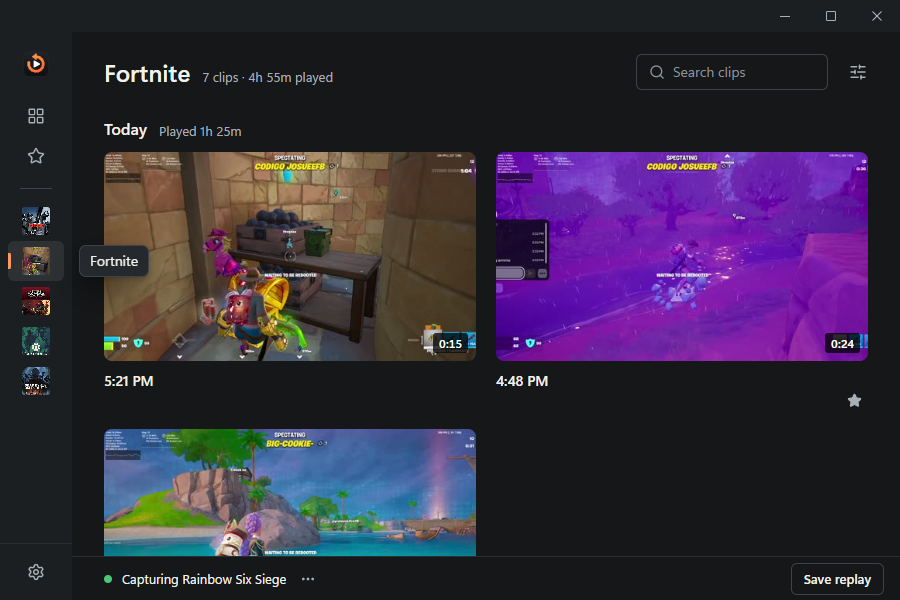 Fortnite 7 clips · 4h 55m played
Search clips
Today Played 1h 25m
SPECTATING
CODIGO JOSUEEFB
WAITING TO BE REBOOTED
0:15
5:21 PM
SPECTATING
CODIGO JOSUEEFB
WAITING TO BE REBOOTED
0:24
4:48 PM
SPECTATING
BIG-COOKIE-
WAITING TO BE REBOOTED
Fortnite
Capturing Rainbow Six Siege
Save replay